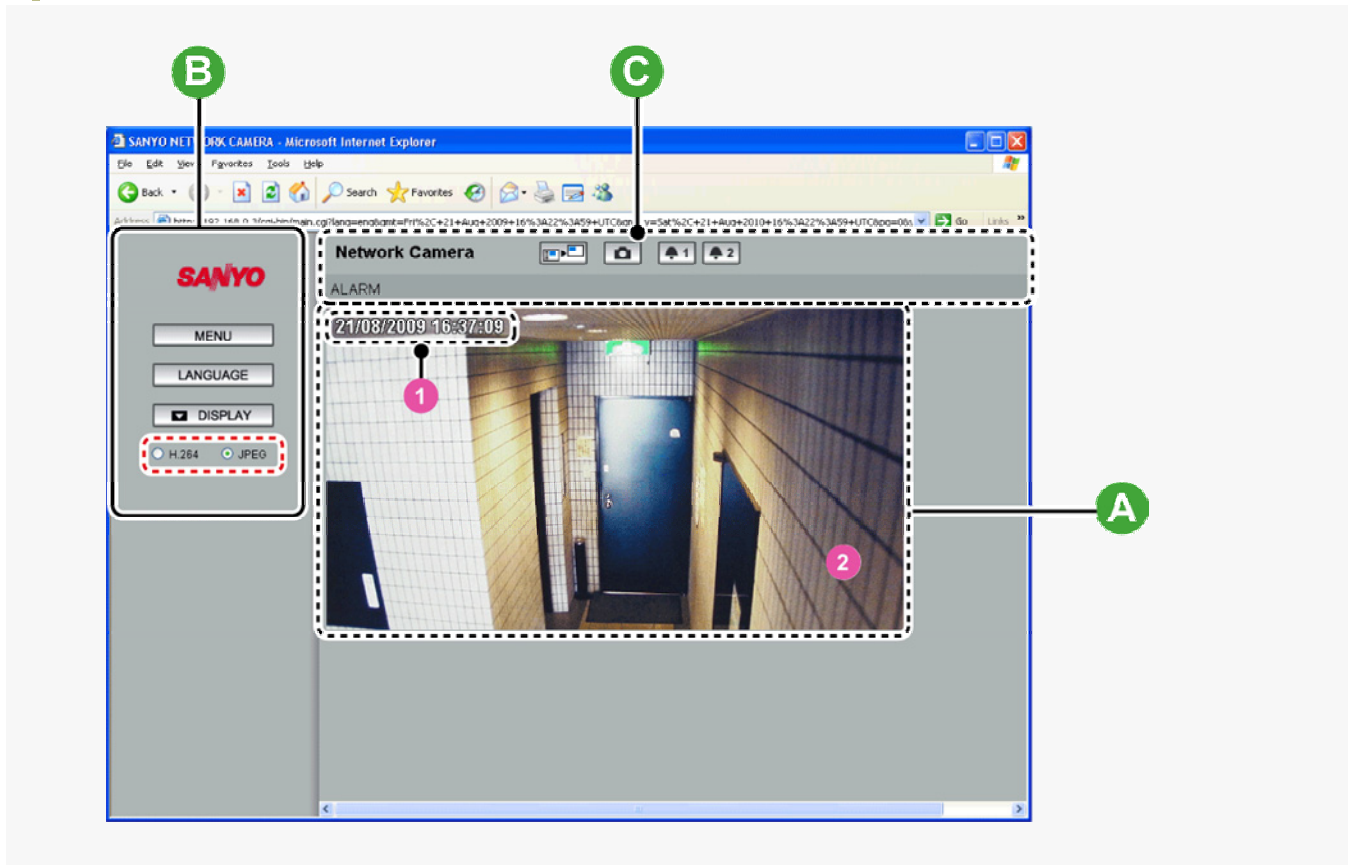 B
C
SANYO NETWORK CAMERA - Microsoft Internet Explorer
File Edit View Favorites Tools Help
Back Search Favorites
Address Go Links »
SANYO
MENU
LANGUAGE
DISPLAY
H.264 JPEG
Network Camera 1 2
ALARM
21/08/2009 16:37:09
1
2
A